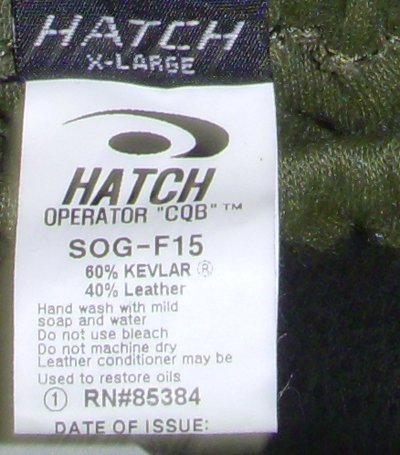 HATCH
X-LARGE
HATCH
OPERATOR "CQB"™
SOG-F15
60% KEVLAR ®
40% Leather
Hand wash with mild
soap and water
Do not use bleach
Do not machine dry
Leather conditioner may be
Used to restore oils
① RN#85384
DATE OF ISSUE: